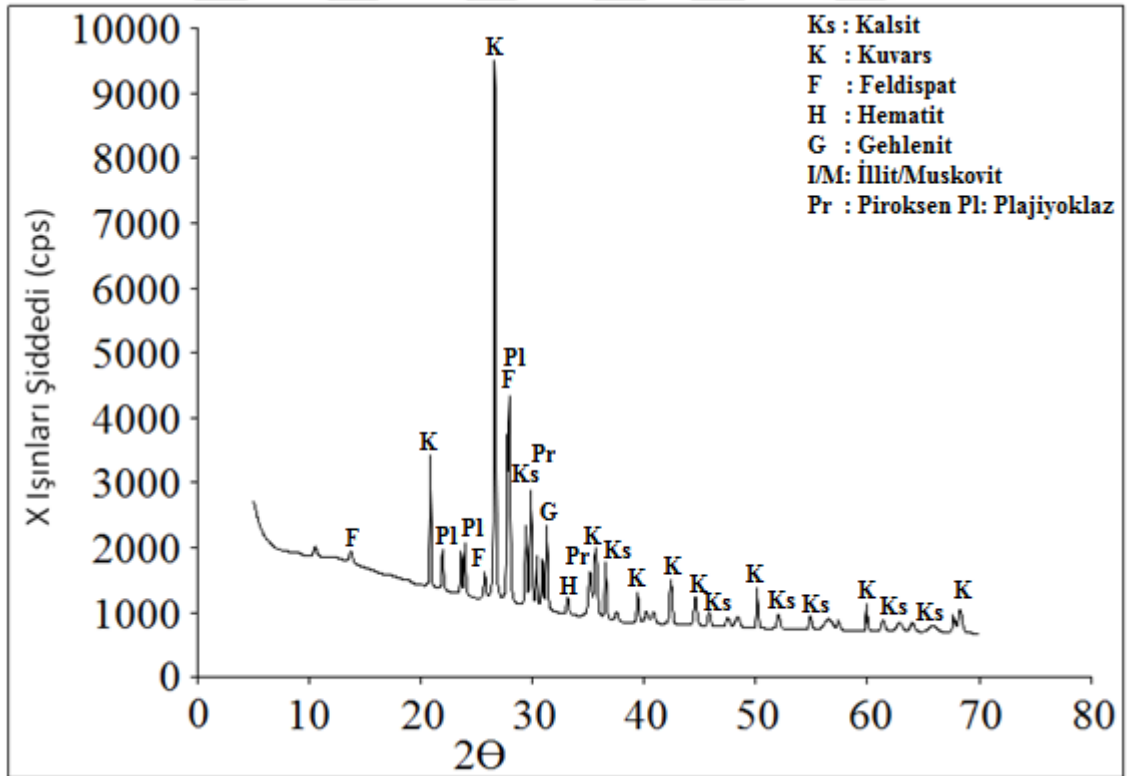 10000
9000
8000
7000
6000
5000
4000
3000
2000
1000
0
X Işınları Şiddedi (cps)
0 10 20 30 40 50 60 70 80
2Ө
Ks : Kalsit
K : Kuvars
F : Feldispat
H : Hematit
G : Gehlenit
I/M: İllit/Muskovit
Pr : Piroksen Pl: Plajiyoklaz
F
K
Pl
Pl
F
K
Pl
F
Ks
Pr
G
H
Pr
K
Ks
K
K
K
Ks
K
Ks
Ks
K
Ks
Ks
K